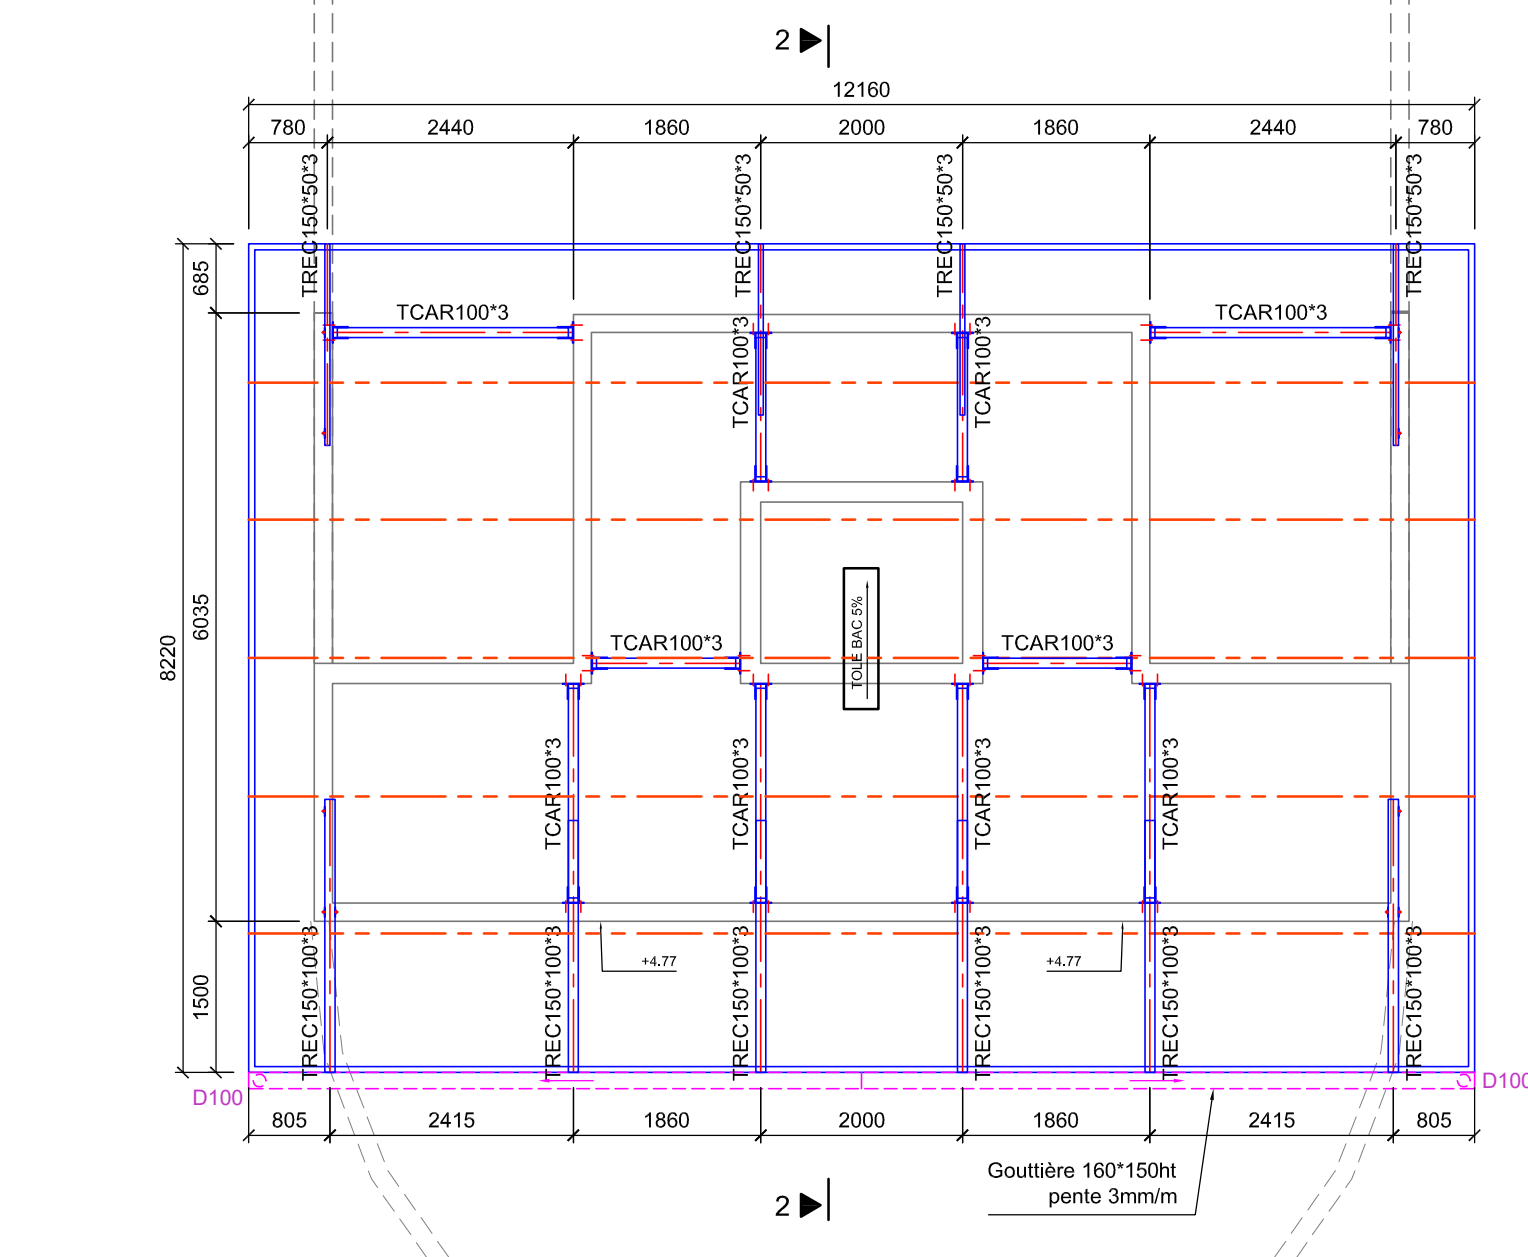 2
12160
780 2440 1860 2000 1860 2440 780
TREC150*50*3
TREC150*50*3
TREC150*50*3
TREC150*50*3
685
TCAR100*3
TCAR100*3
TCAR100*3
TCAR100*3
8220
6035
TOLE BAC 5%
TCAR100*3
TCAR100*3
TCAR100*3
TCAR100*3
TCAR100*3
TCAR100*3
1500
+4.77
+4.77
TREC150*100*3
TREC150*100*3
TREC150*100*3
TREC150*100*3
TREC150*100*3
TREC150*100*3
D100
D100
805 2415 1860 2000 1860 2415 805
Gouttière 160*150ht
pente 3mm/m
2